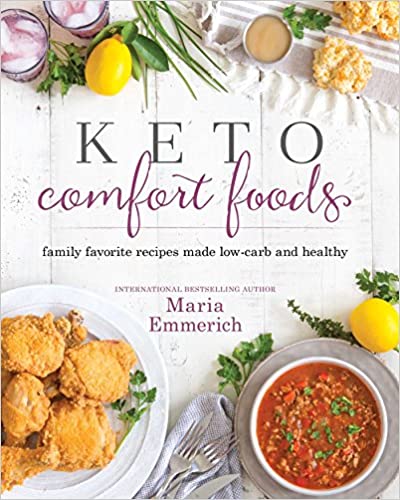 KETO
comfort foods
family favorite recipes made low-carb and healthy
INTERNATIONAL BESTSELLING AUTHOR
Maria
Emmerich